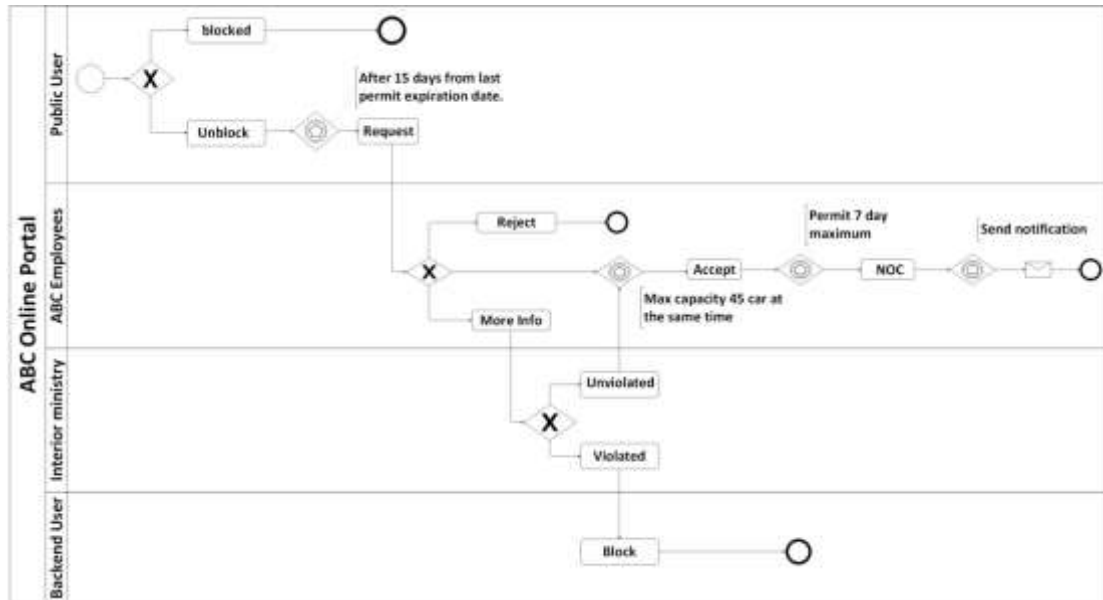 ABC Online Portal
Public User
blocked
After 15 days from last
permit expiration date.
X
Unblock
Request
ABC Employees
Reject
Permit 7 day
maximum
Send notification
X
Accept
NOC
Max capacity 45 car at
the same time
More Info
Interior ministry
Unviolated
X
Violated
Backend User
Block